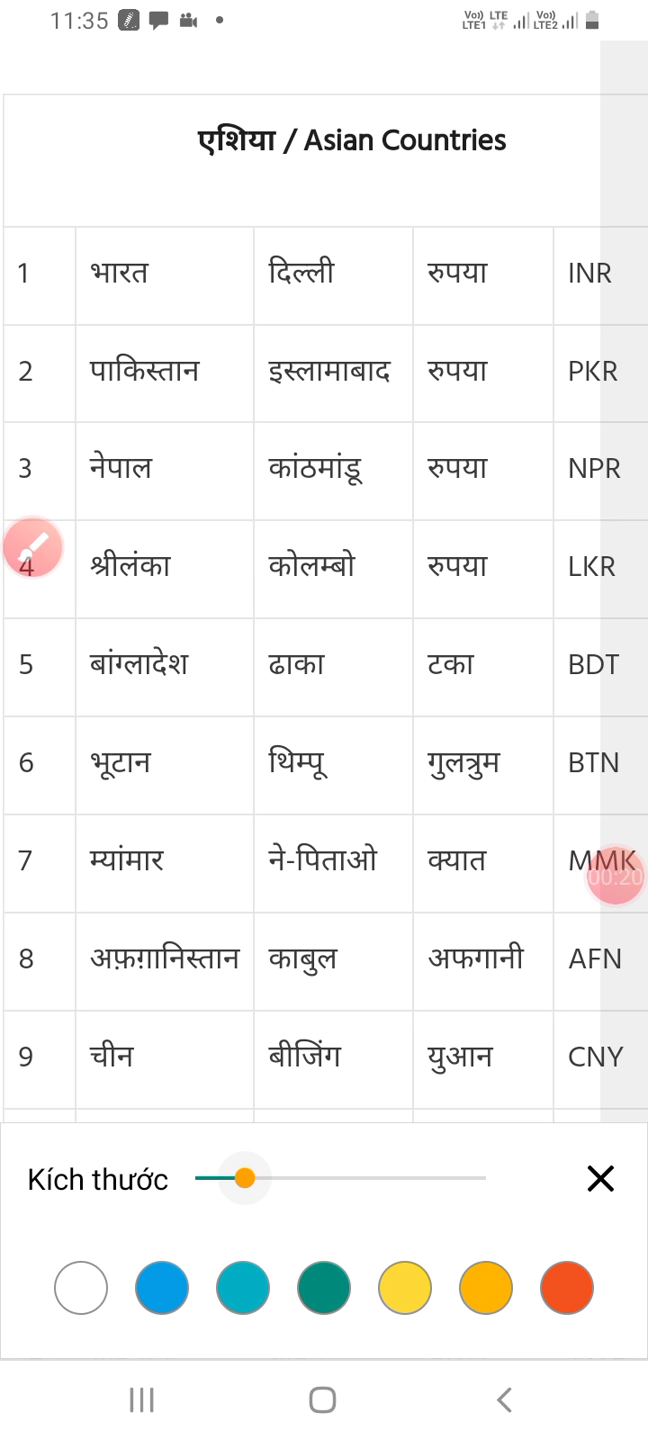 11:35 Vo)) LTE LTE1 Vo)) LTE2
एशिया / Asian Countries
1 भारत दिल्ली रुपया INR
2 पाकिस्तान इस्लामाबाद रुपया PKR
3 नेपाल कांठमांडू रुपया NPR
4 श्रीलंका कोलम्बो रुपया LKR
5 बांग्लादेश ढाका टका BDT
6 भूटान थिम्पू गुलत्रुम BTN
7 म्यांमार ने-पिताओ क्यात MMK
00:20
8 अफ़ग़ानिस्तान काबुल अफगानी AFN
9 चीन बीजिंग युआन CNY
Kích thước